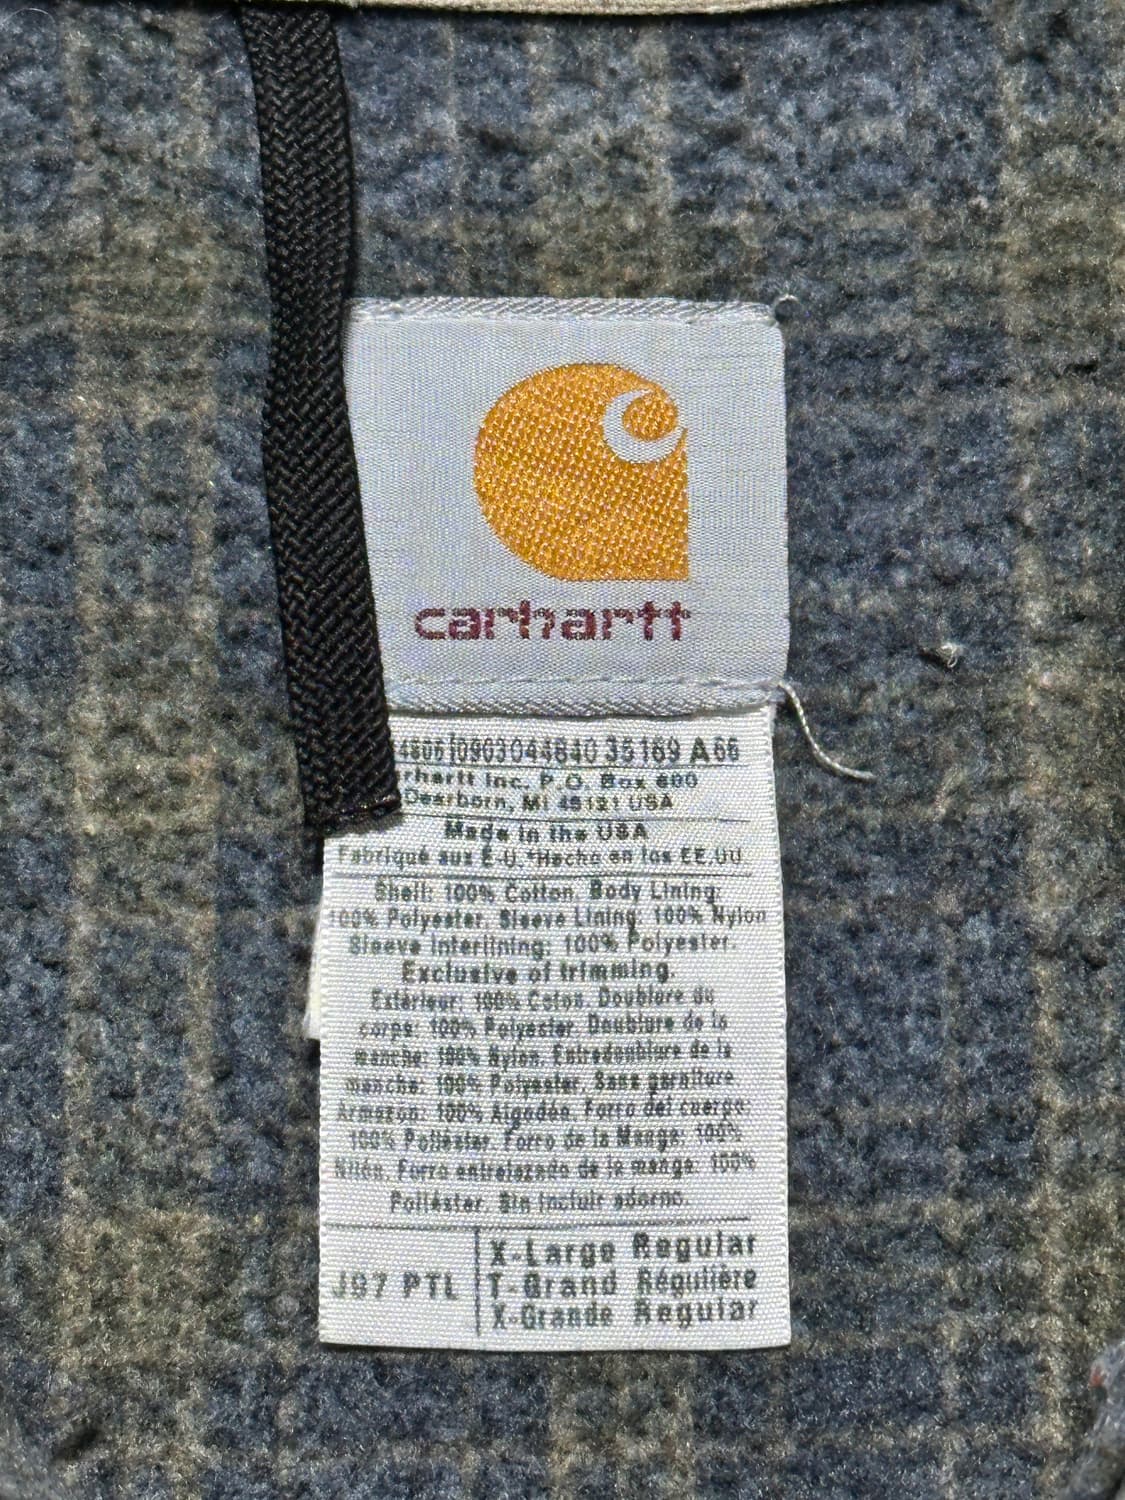 carhartt
0903044840 35169 A66
rhartt Inc. P.O. Box 600
Dearborn, MI 48121 USA
Made in the USA
Fabriqué aux É-U. *Hecho en los EE.UU.
Shell: 100% Cotton. Body Lining:
100% Polyester. Sleeve Lining: 100% Nylon
Sleeve Interlining: 100% Polyester.
Exclusive of trimming.
Extérieur: 100% Coton. Doublure du
corps: 100% Polyester. Doublure de la
manche: 100% Nylon. Entredoublure de la
manche: 100% Polyester. Sans garniture.
Armazon: 100% Algodón. Forro del cuerpo:
100% Poliéster. Forro de la Manga: 100%
Nilón. Forro entrelazado de la manga: 100%
Poliéster. Sin incluir adorno.
J97 PTL
X-Large Regular
T-Grand Régulière
X-Grande Regular